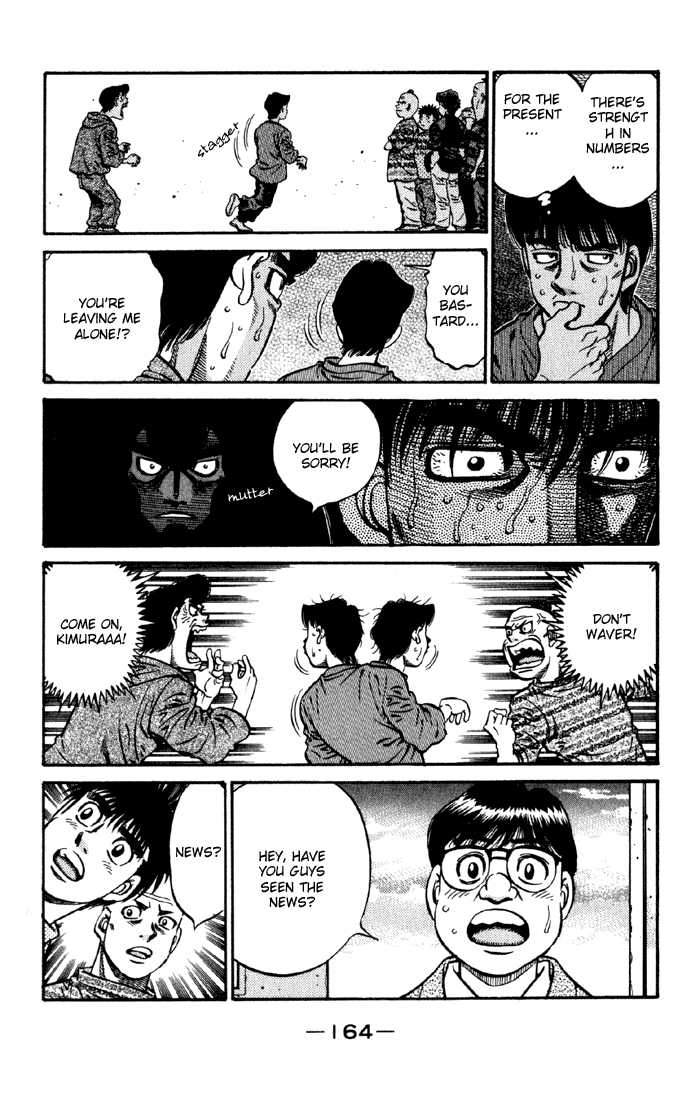 THERE'S
STRENGT
H IN
NUMBERS
...
FOR THE
PRESENT
...
stagger
YOU
BAS-
TARD...
YOU'RE
LEAVING ME
ALONE!?
YOU'LL BE
SORRY!
mutter
DON'T
WAVER!
COME ON,
KIMURAAA!
HEY, HAVE
YOU GUYS
SEEN THE
NEWS?
NEWS?
—164—